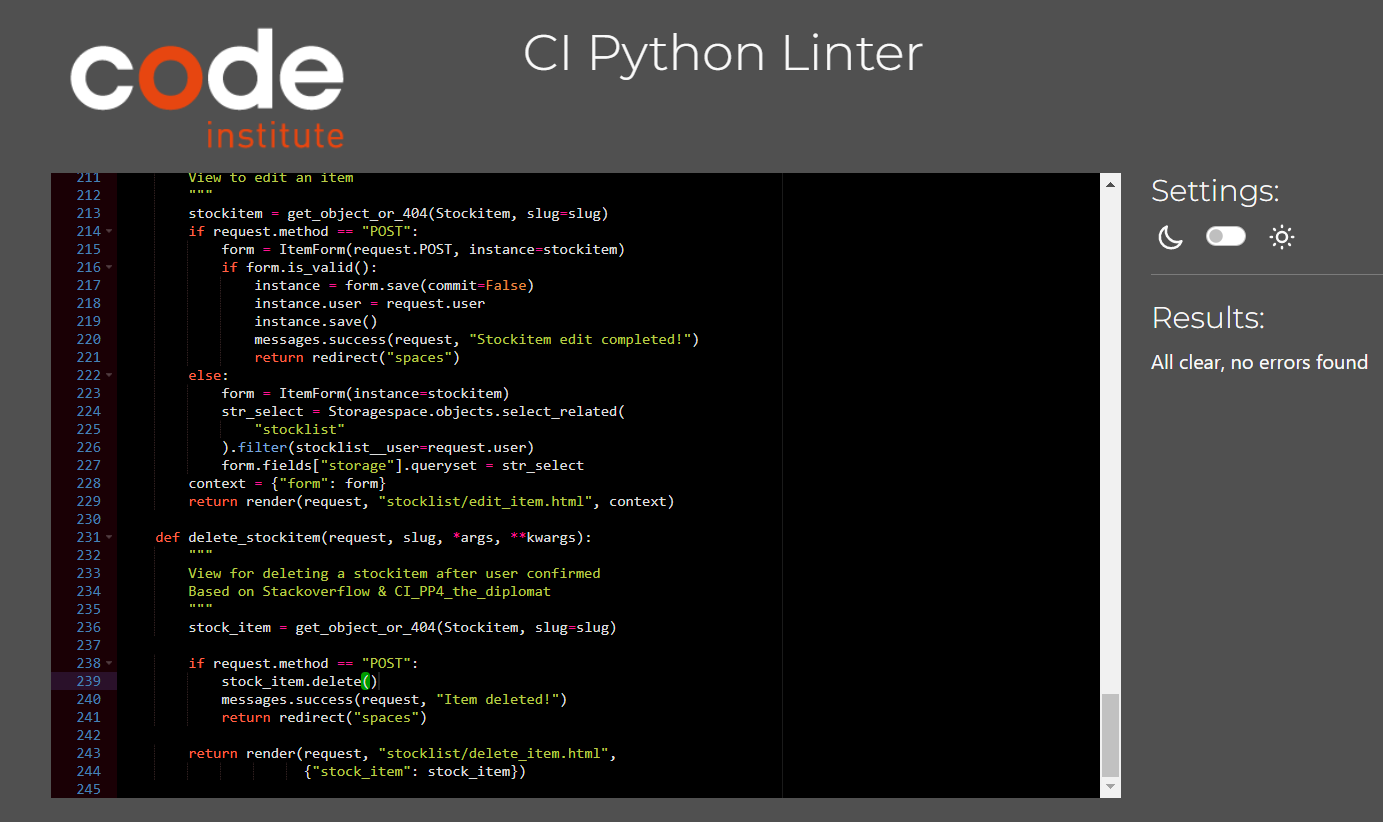 code
institute
CI Python Linter
211 View to edit an item
212 """
213 stockitem = get_object_or_404(Stockitem, slug=slug)
214 if request.method == "POST":
215 form = ItemForm(request.POST, instance=stockitem)
216 if form.is_valid():
217 instance = form.save(commit=False)
218 instance.user = request.user
219 instance.save()
220 messages.success(request, "Stockitem edit completed!")
221 return redirect("spaces")
222 else:
223 form = ItemForm(instance=stockitem)
224 str_select = Storagespace.objects.select_related(
225 "stocklist"
226 ).filter(stocklist__user=request.user)
227 form.fields["storage"].queryset = str_select
228 context = {"form": form}
229 return render(request, "stocklist/edit_item.html", context)
230
231 def delete_stockitem(request, slug, *args, **kwargs):
232 """
233 View for deleting a stockitem after user confirmed
234 Based on Stackoverflow & CI_PP4_the_diplomat
235 """
236 stock_item = get_object_or_404(Stockitem, slug=slug)
237
238 if request.method == "POST":
239 stock_item.delete()
240 messages.success(request, "Item deleted!")
241 return redirect("spaces")
242
243 return render(request, "stocklist/delete_item.html",
244 {"stock_item": stock_item})
245
Settings:
Results:
All clear, no errors found